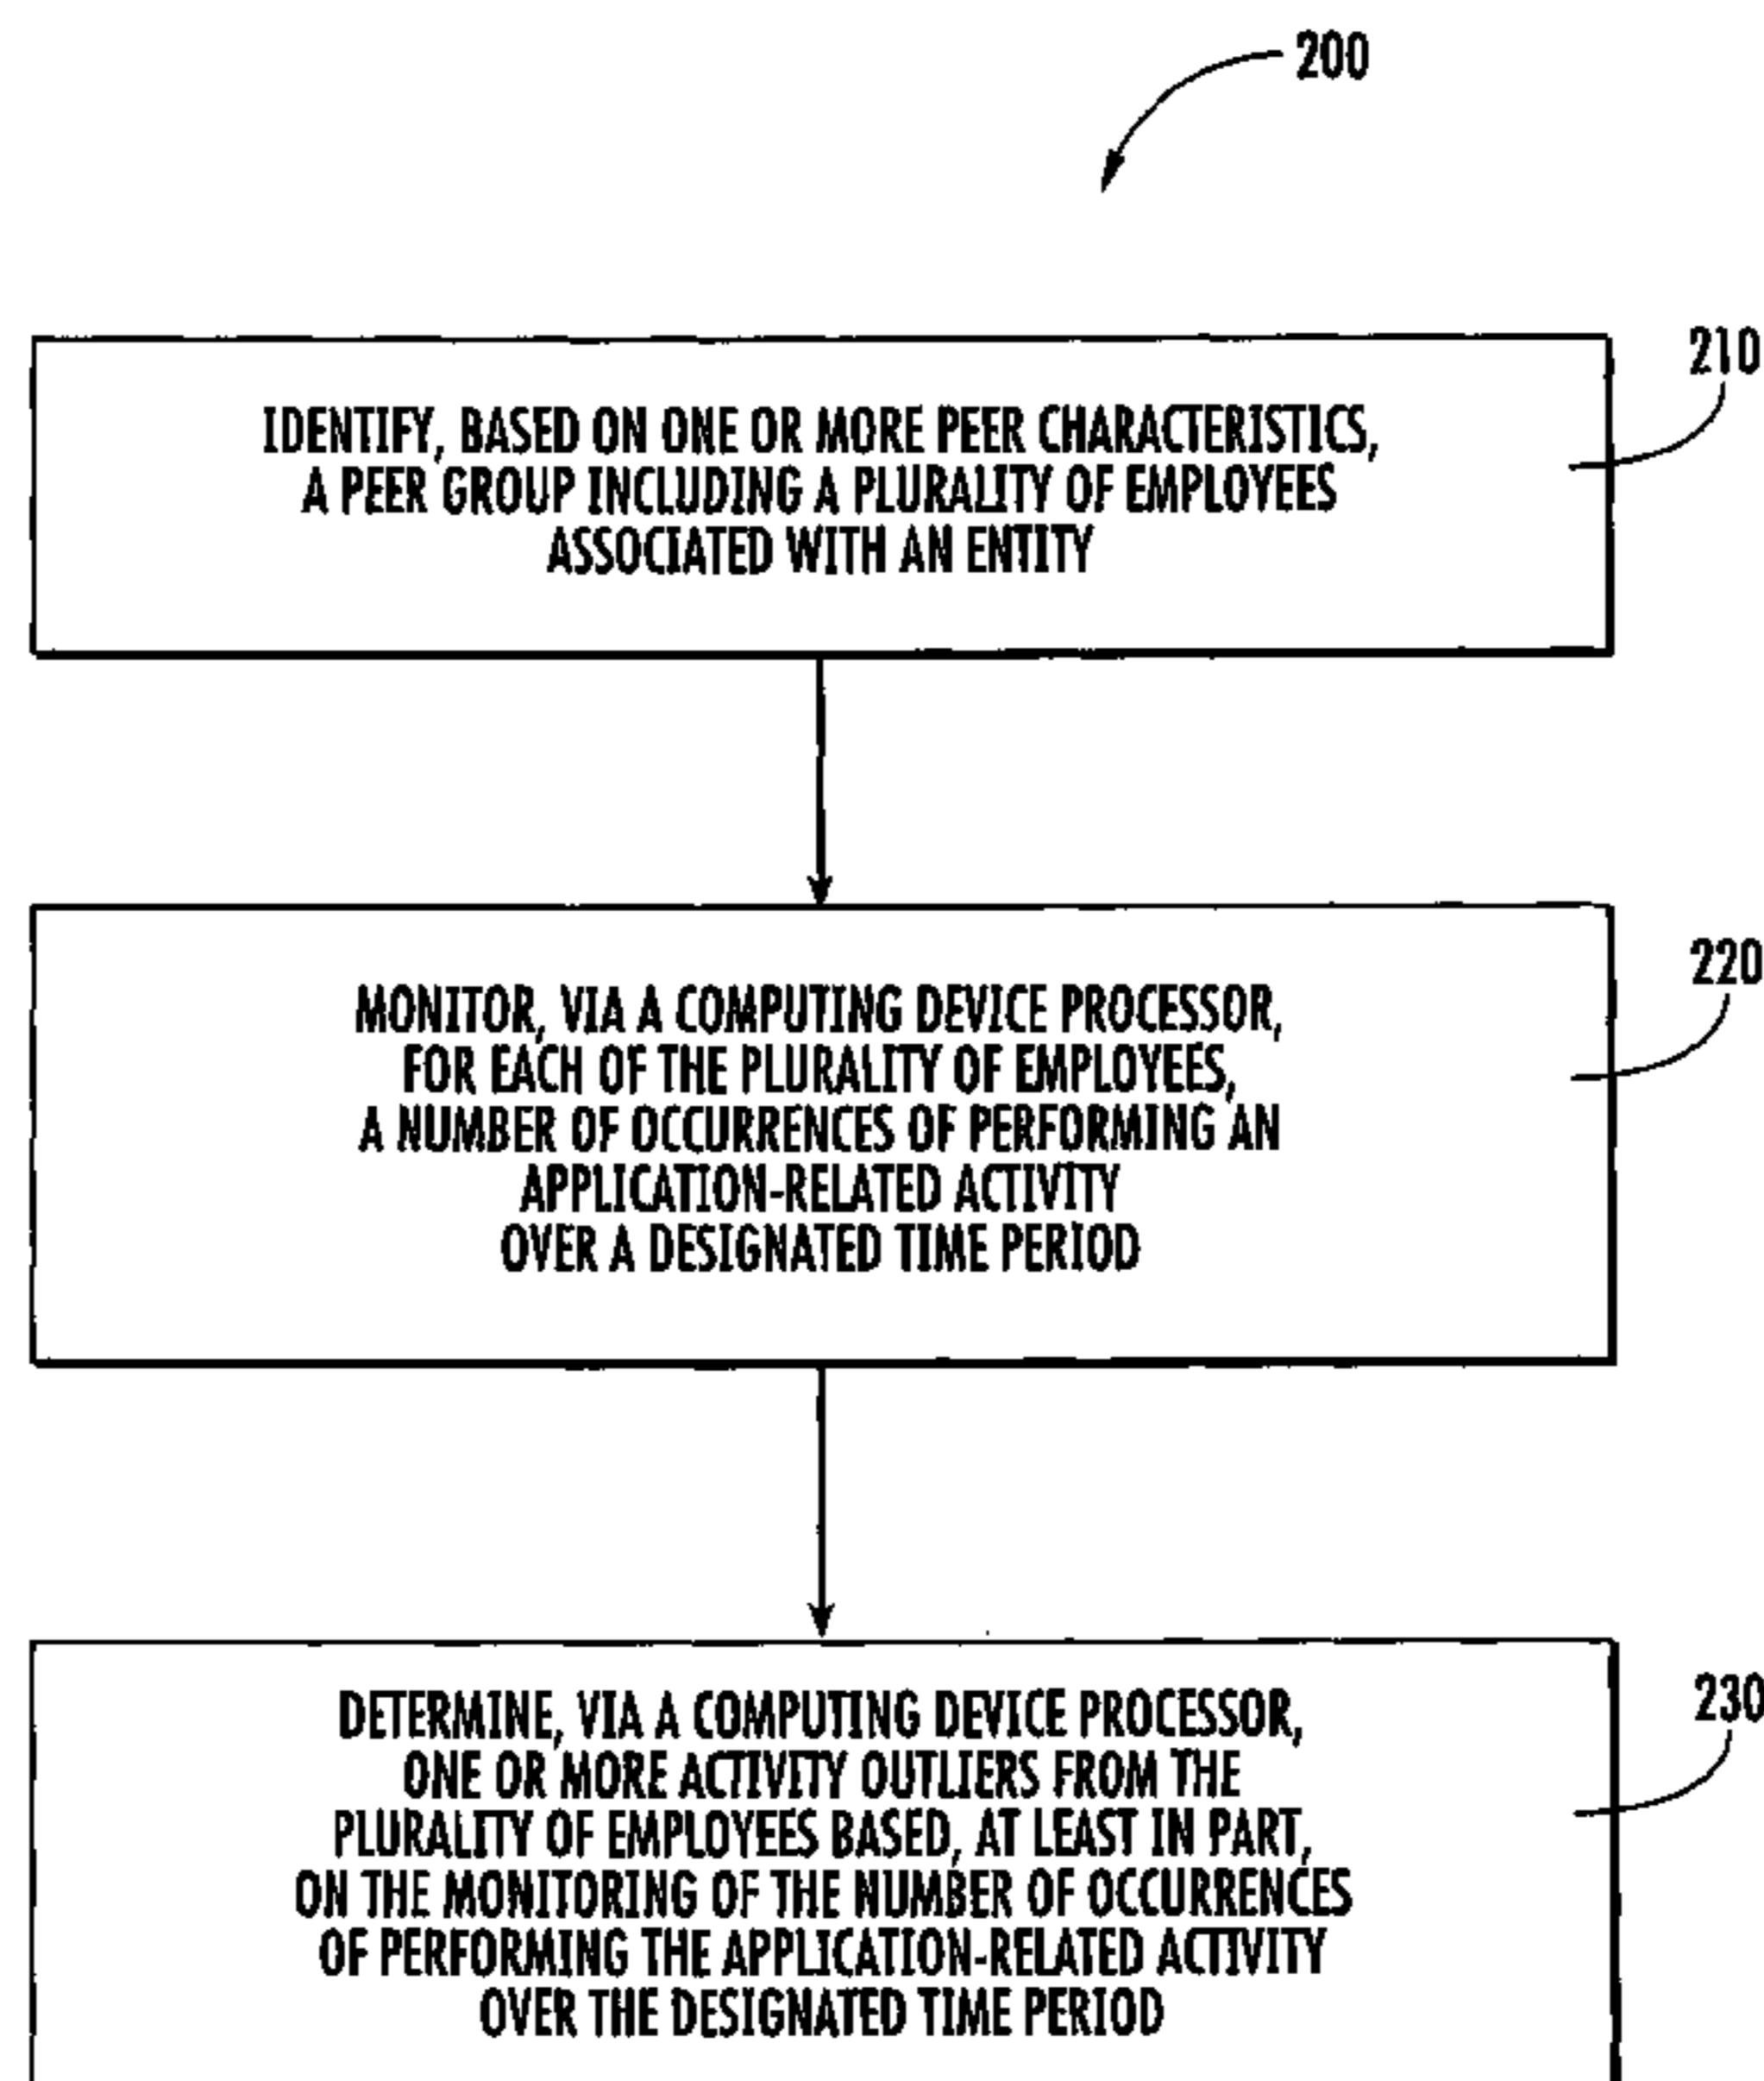 200
210
IDENTIFY, BASED ON ONE OR MORE PEER CHARACTERISTICS,
A PEER GROUP INCLUDING A PLURALITY OF EMPLOYEES
ASSOCIATED WITH AN ENTITY
220
MONITOR, VIA A COMPUTING DEVICE PROCESSOR,
FOR EACH OF THE PLURALITY OF EMPLOYEES,
A NUMBER OF OCCURRENCES OF PERFORMING AN
APPLICATION-RELATED ACTIVITY
OVER A DESIGNATED TIME PERIOD
230
DETERMINE, VIA A COMPUTING DEVICE PROCESSOR,
ONE OR MORE ACTIVITY OUTLIERS FROM THE
PLURALITY OF EMPLOYEES BASED, AT LEAST IN PART,
ON THE MONITORING OF THE NUMBER OF OCCURRENCES
OF PERFORMING THE APPLICATION-RELATED ACTIVITY
OVER THE DESIGNATED TIME PERIOD